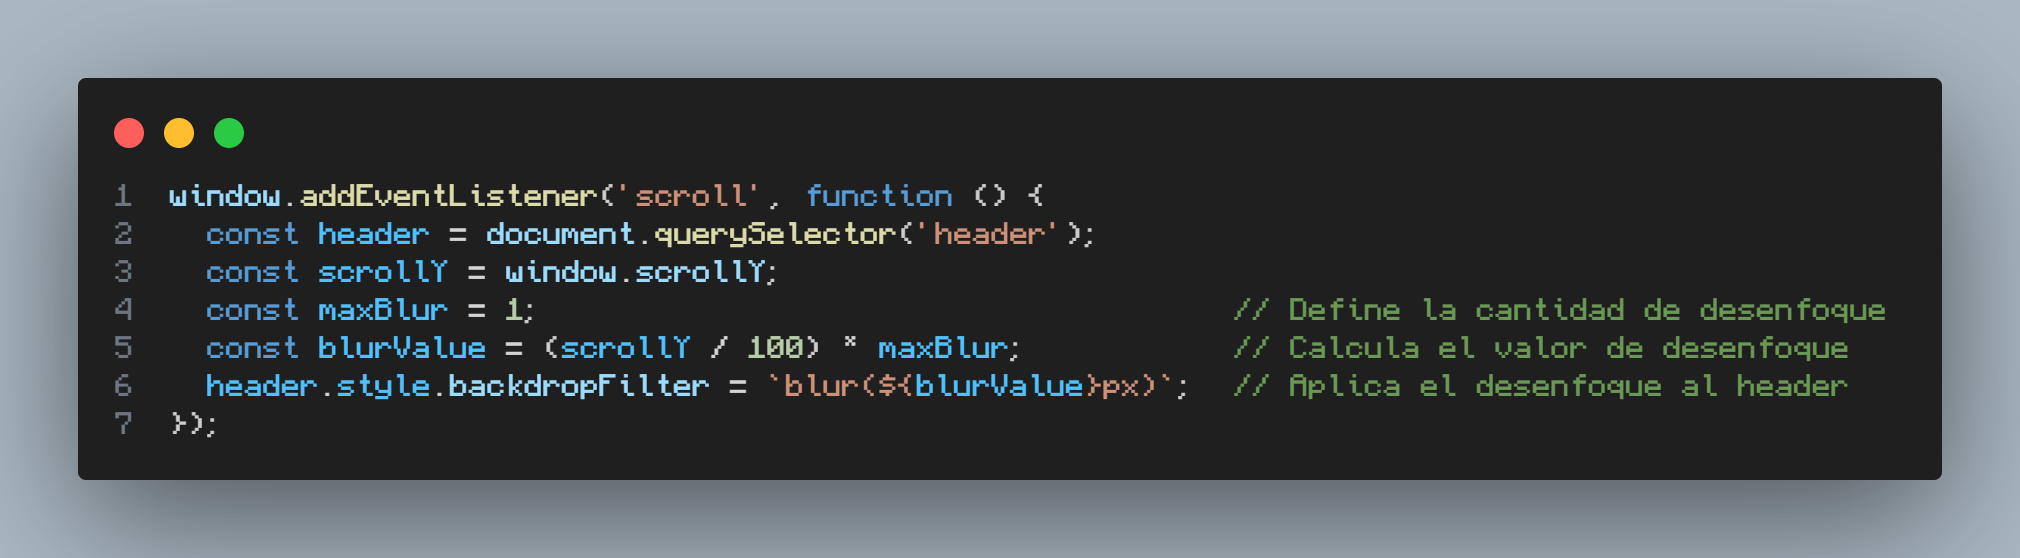 1 window.addEventListener('scroll', function () {
2   const header = document.querySelector('header');
3   const scrollY = window.scrollY;
4   const maxBlur = 1;                                      // Define la cantidad de desenfoque
5   const blurValue = (scrollY / 100) * maxBlur;            // Calcula el valor de desenfoque
6   header.style.backdropFilter = `blur(${blurValue}px)`;  // Aplica el desenfoque al header
7 });